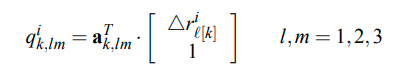 q^i_{k,lm} = a^T_{k,lm} · [ △r^i_{ℓ[k]} 1 ] l,m = 1,2,3